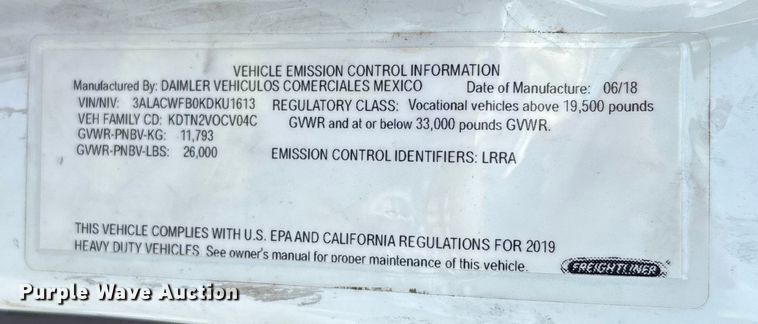 VEHICLE EMISSION CONTROL INFORMATION
Manufactured By: DAIMLER VEHICULOS COMERCIALES MEXICO Date of Manufacture: 06/18
VIN/NIV: 3ALACWFB0KDKU1613 REGULATORY CLASS: Vocational vehicles above 19,500 pounds
VEH FAMILY CD: KDTN2VOCV04C GVWR and at or below 33,000 pounds GVWR.
GVWR-PNBV-KG: 11,793
GVWR-PNBV-LBS: 26,000 EMISSION CONTROL IDENTIFIERS: LRRA
THIS VEHICLE COMPLIES WITH U.S. EPA AND CALIFORNIA REGULATIONS FOR 2019
HEAVY DUTY VEHICLES. See owner's manual for proper maintenance of this vehicle.
FREIGHTLINER
Purple Wave Auction